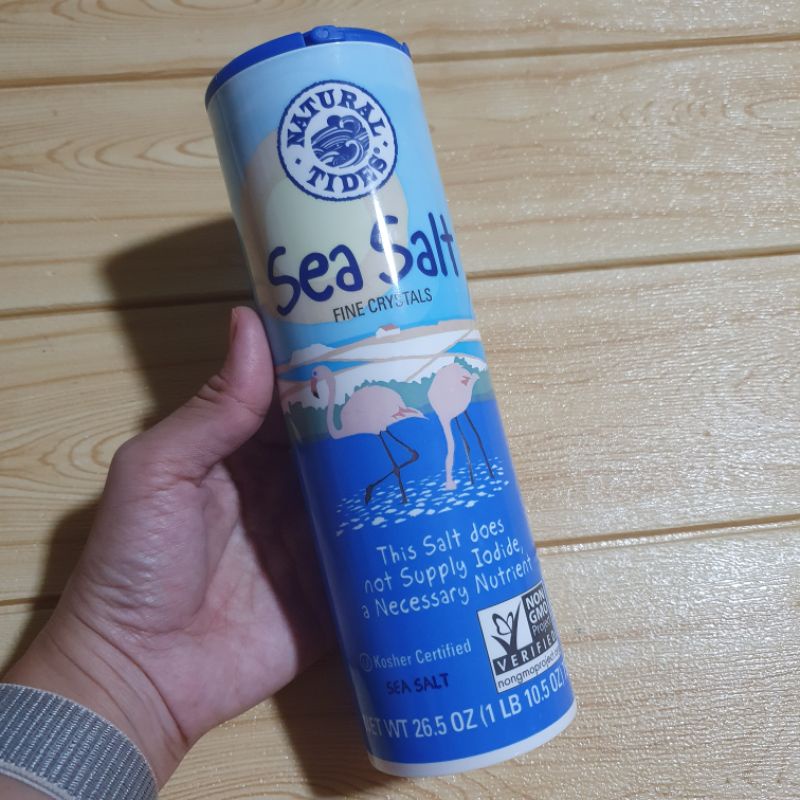 NATURAL
TIDES®
Sea Salt
FINE CRYSTALS
This Salt does
not Supply Iodide,
a Necessary Nutrient
NON
GMO
Project
VERIFIED
nongmoproject.
Kosher Certified
SEA SALT
NET WT 26.5 OZ (1 LB 10.5 OZ)